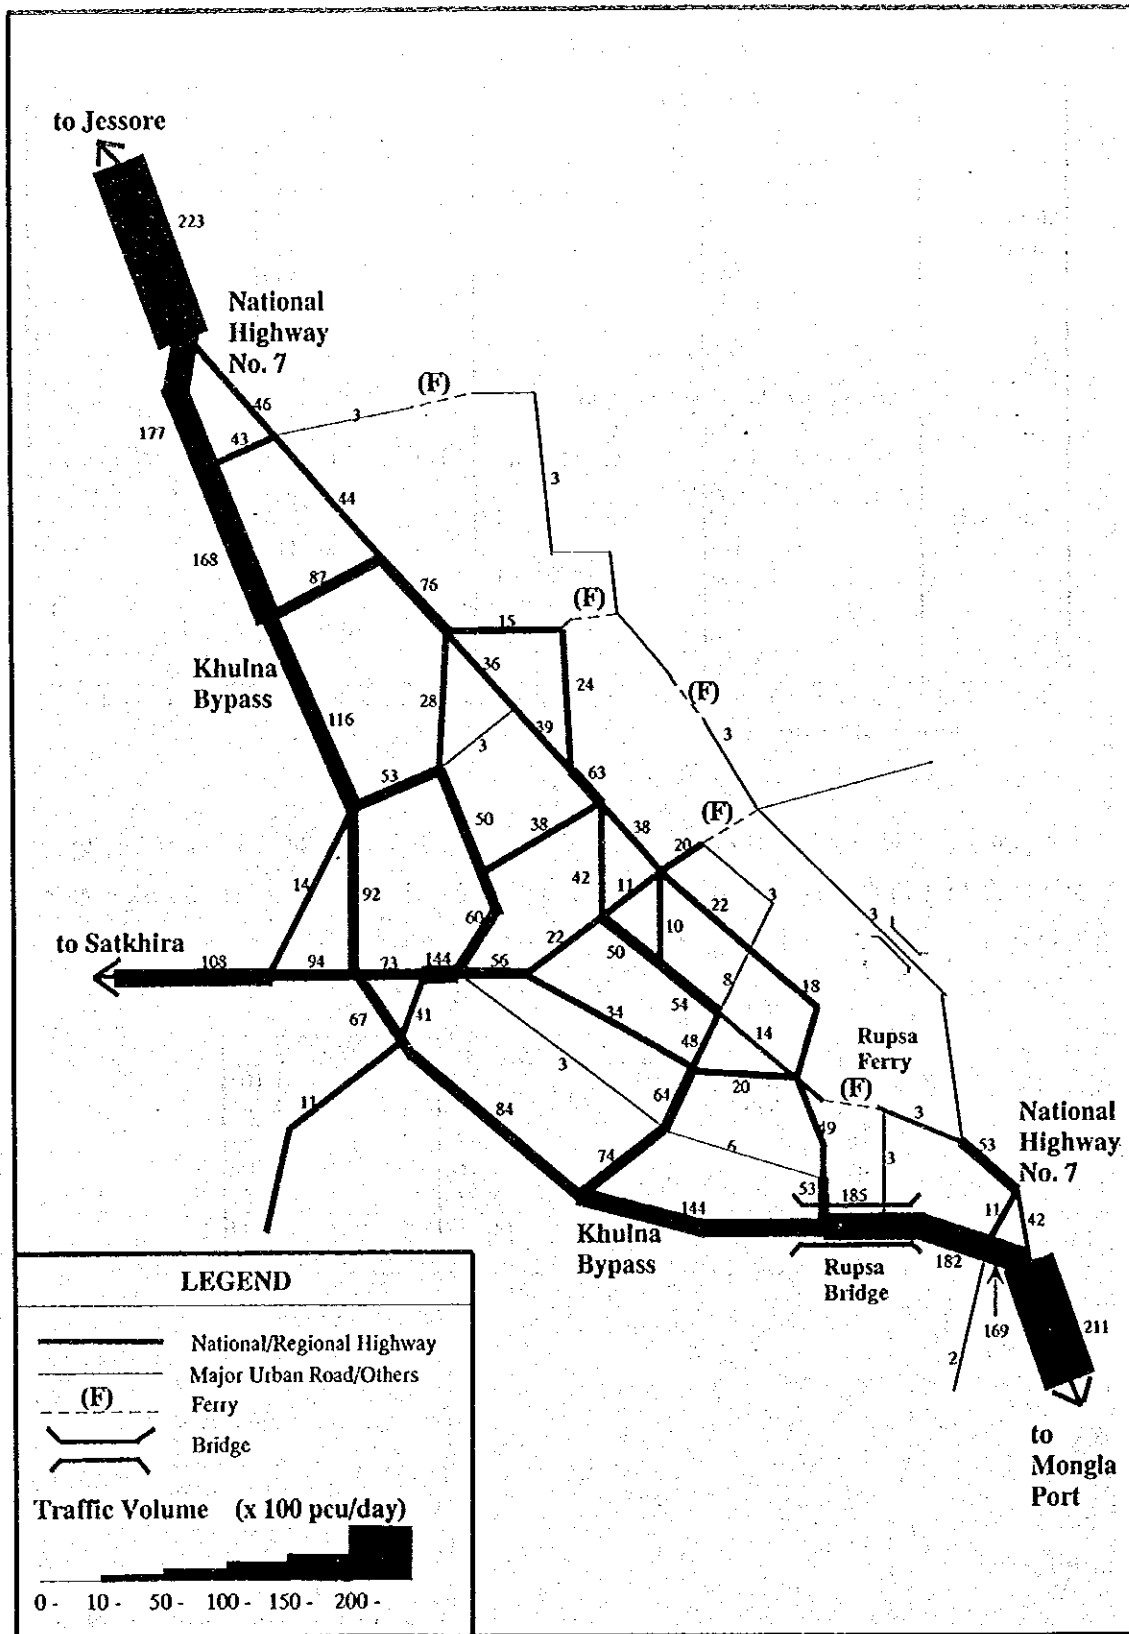 to Jessore
223
National
Highway
No. 7
(F)
46
3
177
43
3
44
168
87
76
(F)
15
Khulna
Bypass
36
28
24
(F)
116
39
3
3
53
63
50
38
38
(F)
20
14
92
42
11
3
22
60
10
3
to Satkhira
22
50
108
94
73
144
56
8
18
67
41
34
54
14
Rupsa
Ferry
48
3
20
(F)
11
64
3
National
Highway
No. 7
84
49
53
6
3
74
53
185
11
144
42
Khulna
Bypass
182
Rupsa
Bridge
169
211
2
to
Mongla
Port
LEGEND
National/Regional Highway
Major Urban Road/Others
(F)
Ferry
Bridge
Traffic Volume (x 100 pcu/day)
0 - 10 - 50 - 100 - 150 - 200 -